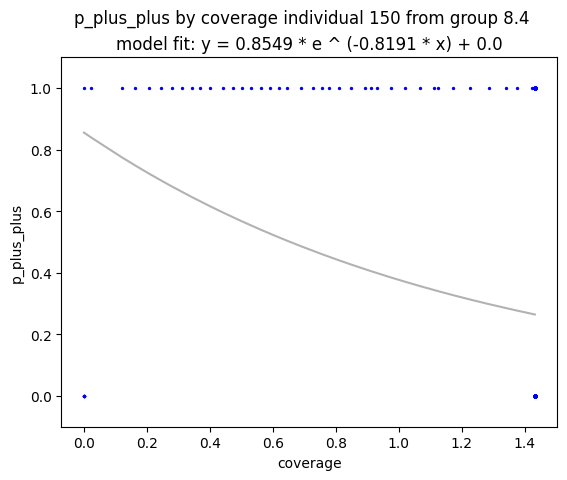 p_plus_plus by coverage individual 150 from group 8.4
model fit: y = 0.8549 * e ^ (-0.8191 * x) + 0.0
1.0
0.8
0.6
0.4
0.2
0.0
p_plus_plus
0.0 0.2 0.4 0.6 0.8 1.0 1.2 1.4
coverage